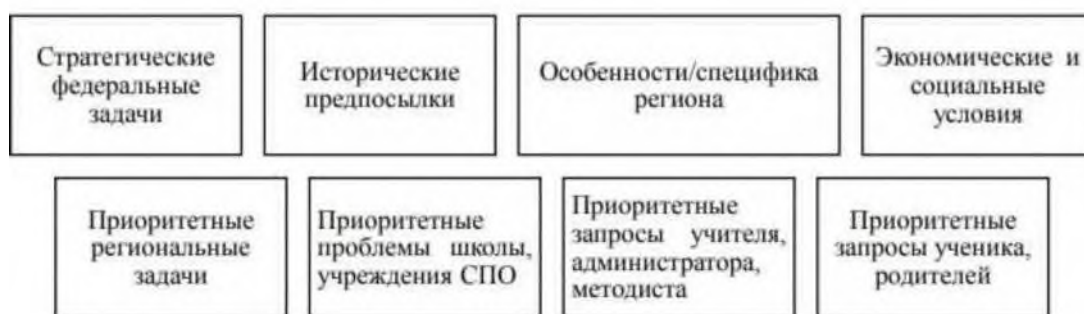 Стратегические
федеральные
задачи
Исторические
предпосылки
Особенности/специфика
региона
Экономические и
социальные
условия
Приоритетные
региональные
задачи
Приоритетные
проблемы школы,
учреждения СПО
Приоритетные
запросы учителя,
администратора,
методиста
Приоритетные
запросы ученика,
родителей